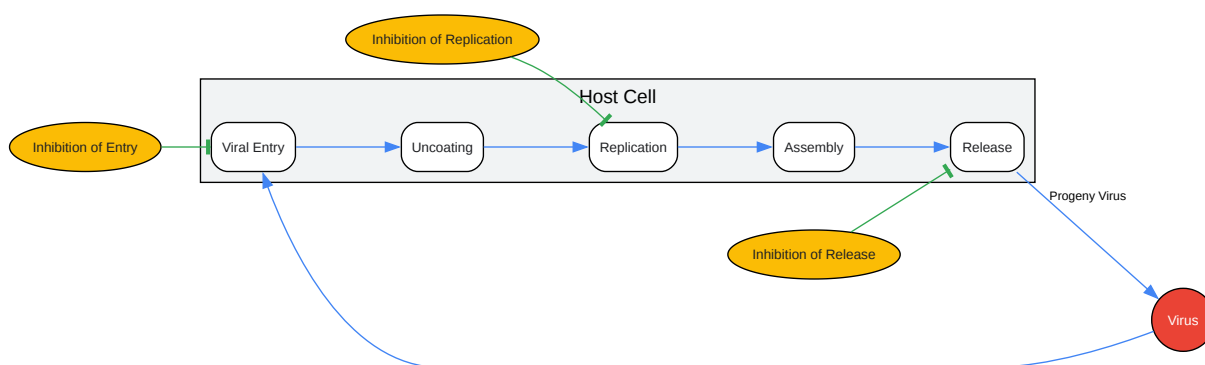 Inhibition of Replication
Host Cell
Inhibition of Entry
Viral Entry
Uncoating
Replication
Assembly
Release
Progeny Virus
Inhibition of Release
Virus